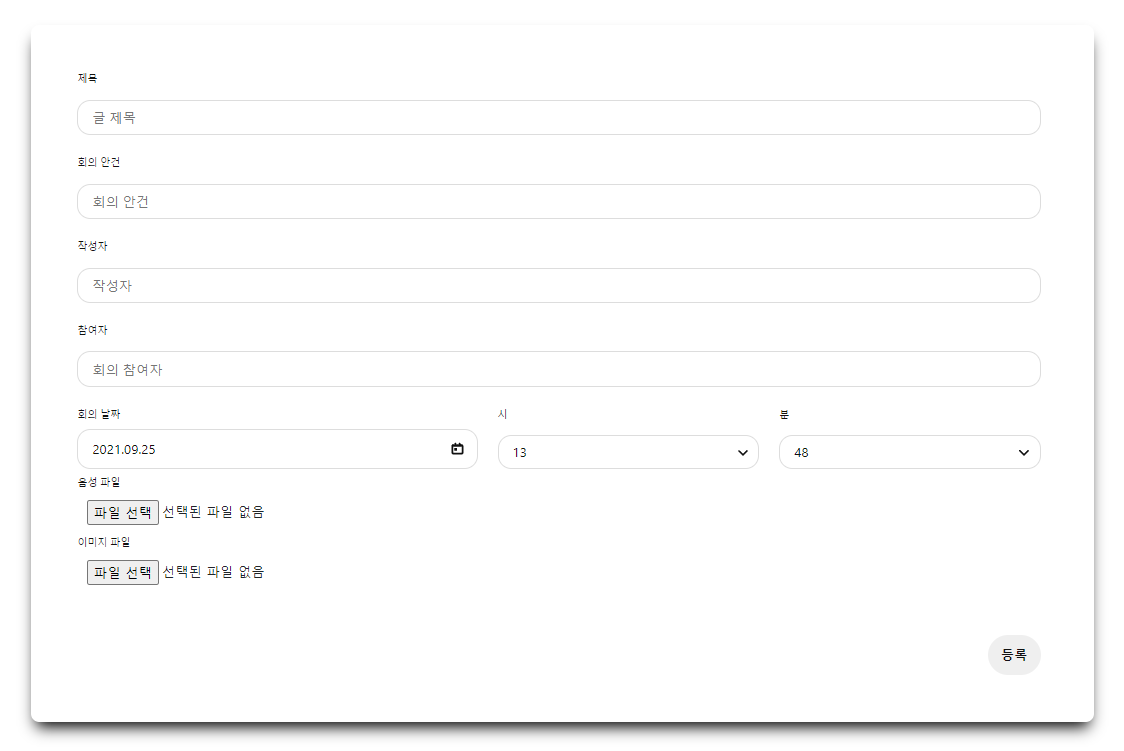 제목
글 제목
회의 안건
회의 안건
작성자
작성자
참여자
회의 참여자
회의 날짜 시 분
2021.09.25 13 48
음성 파일
파일 선택 선택된 파일 없음
이미지 파일
파일 선택 선택된 파일 없음
등록